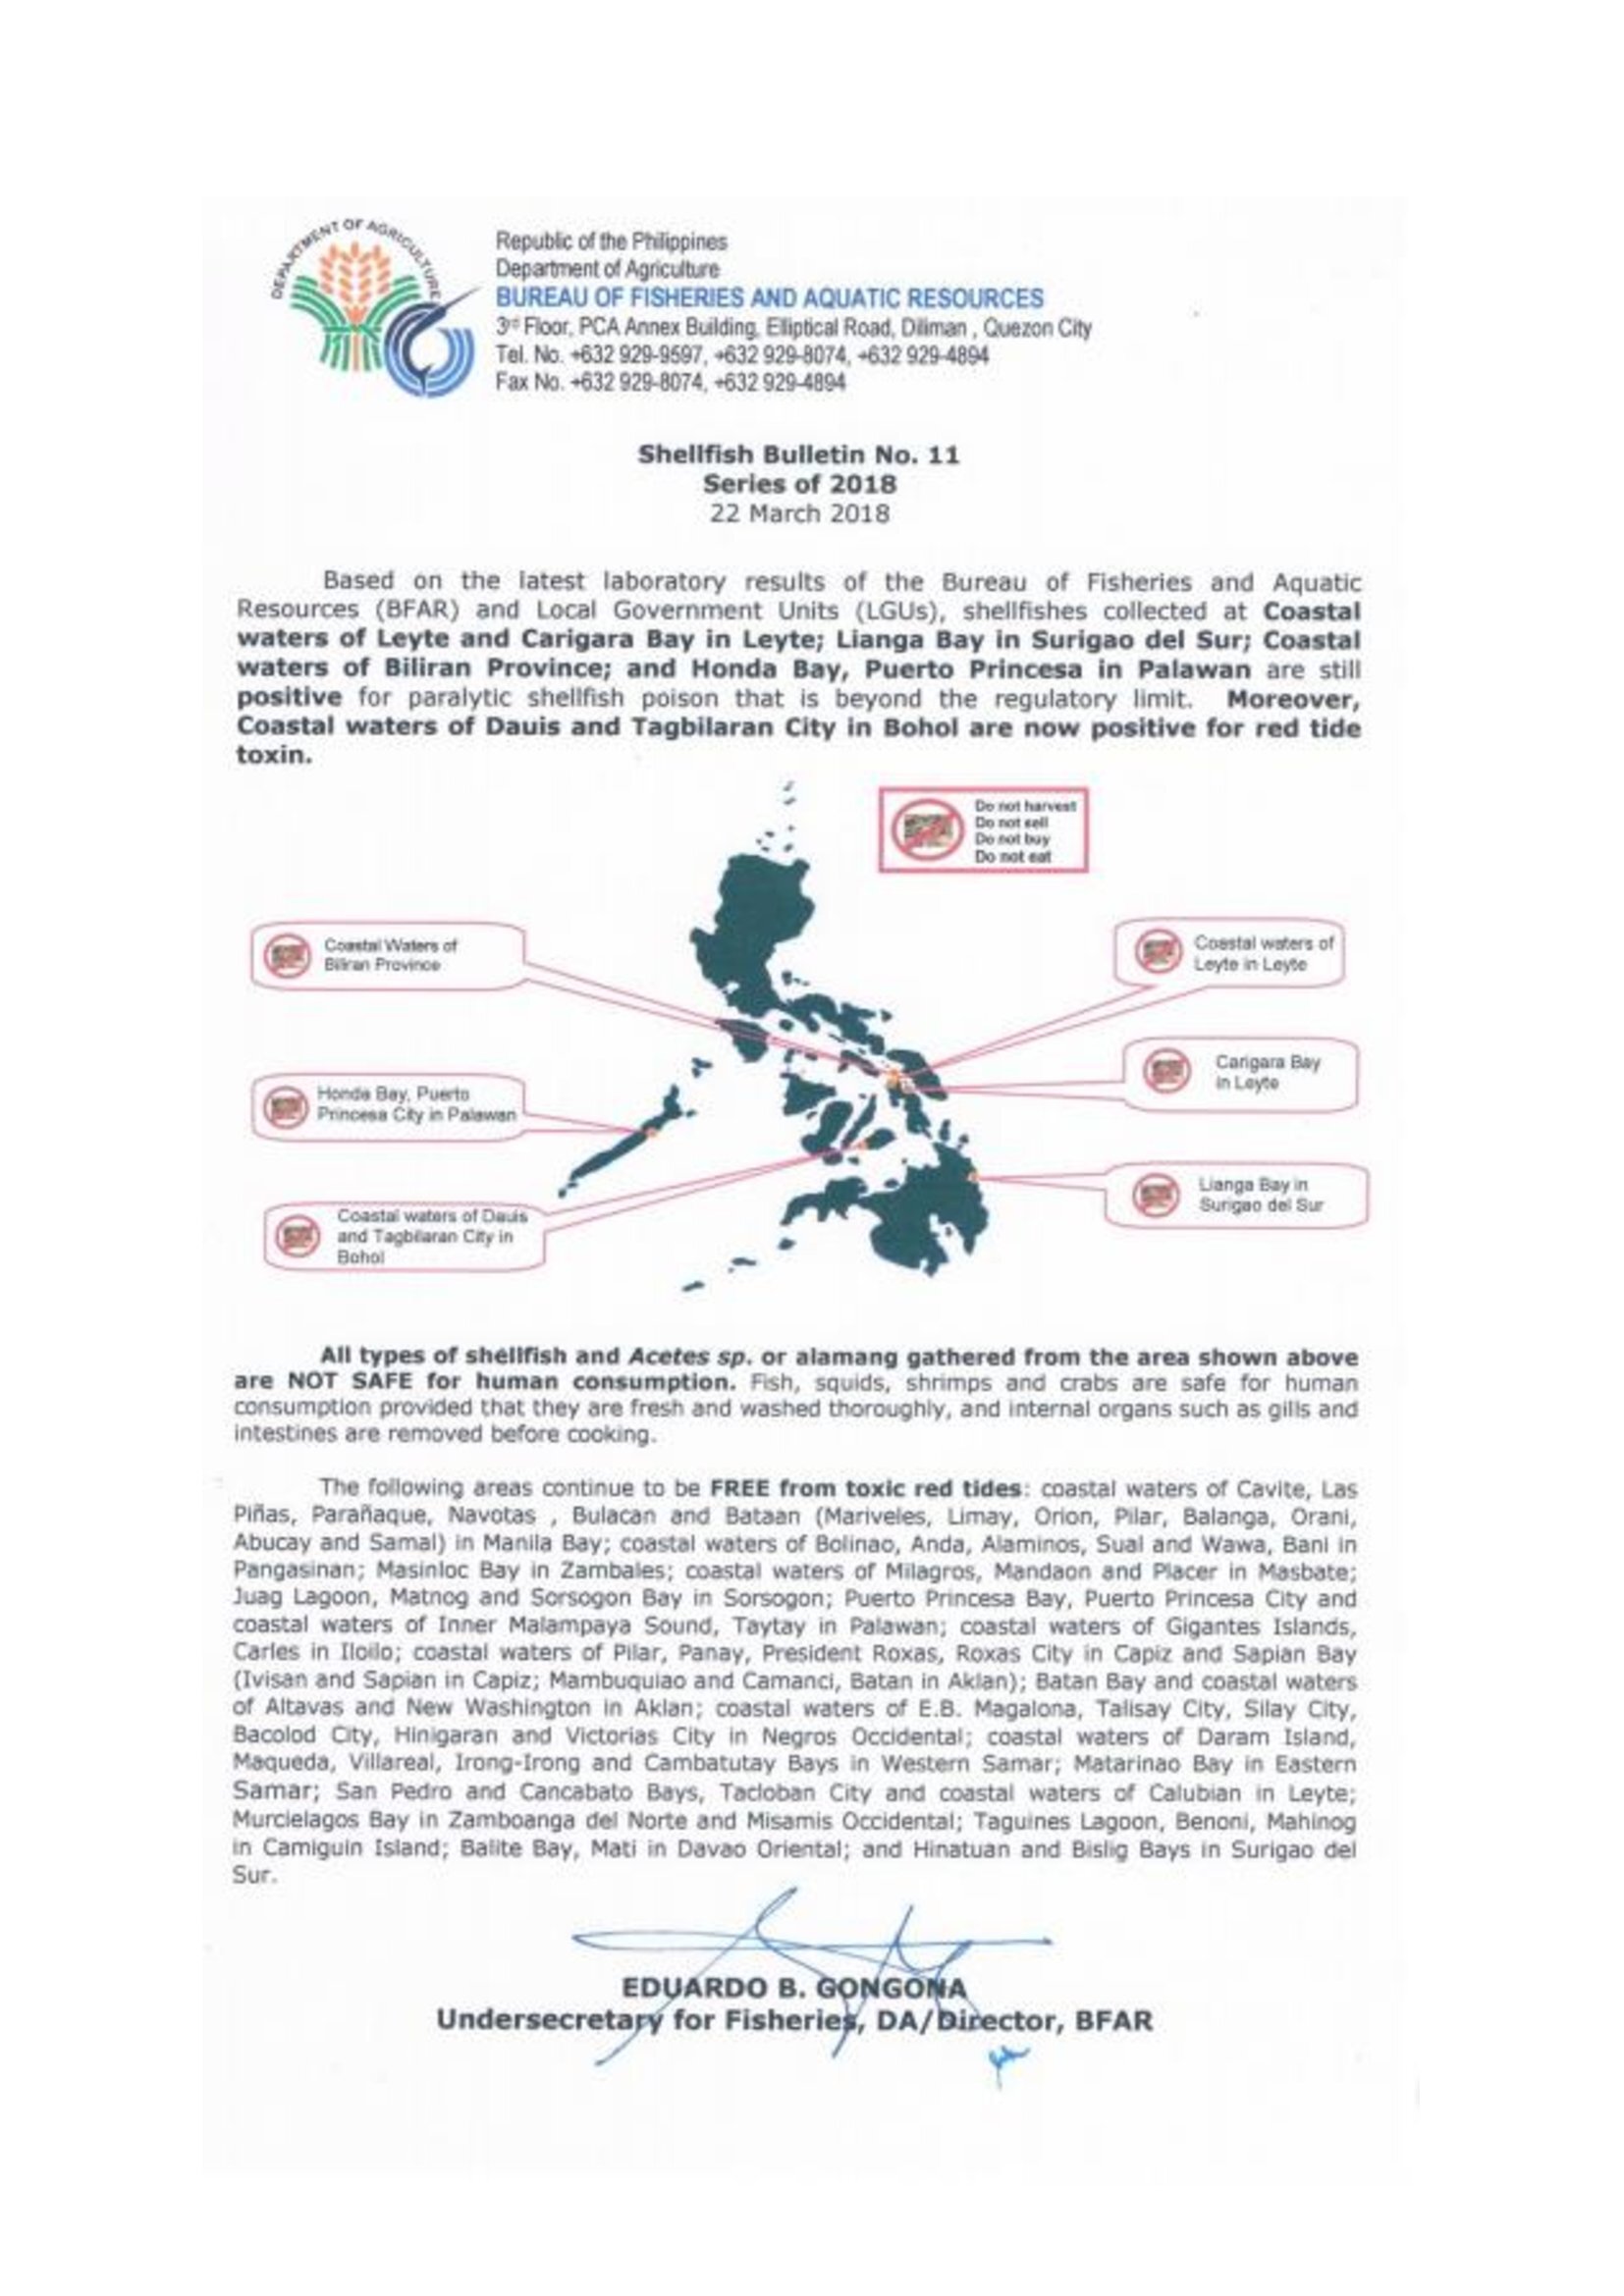 DEPARTMENT OF AGRICULTURE
Republic of the Philippines
Department of Agriculture
BUREAU OF FISHERIES AND AQUATIC RESOURCES
3rd Floor, PCA Annex Building, Elliptical Road, Diliman , Quezon City
Tel. No. +632 929-9597, +632 929-8074, +632 929-4894
Fax No. +632 929-8074, +632 929-4894
Shellfish Bulletin No. 11
Series of 2018
22 March 2018
Based on the latest laboratory results of the Bureau of Fisheries and Aquatic
Resources (BFAR) and Local Government Units (LGUs), shellfishes collected at Coastal
waters of Leyte and Carigara Bay in Leyte; Lianga Bay in Surigao del Sur; Coastal
waters of Biliran Province; and Honda Bay, Puerto Princesa in Palawan are still
positive for paralytic shellfish poison that is beyond the regulatory limit. Moreover,
Coastal waters of Dauis and Tagbilaran City in Bohol are now positive for red tide
toxin.
Do not harvest
Do not sell
Do not buy
Do not eat
Coastal Waters of
Biliran Province
Coastal waters of
Leyte in Leyte
Honda Bay, Puerto
Princesa City in Palawan
Carigara Bay
in Leyte
Coastal waters of Dauis
and Tagbilaran City in
Bohol
Lianga Bay in
Surigao del Sur
All types of shellfish and Acetes sp. or alamang gathered from the area shown above
are NOT SAFE for human consumption. Fish, squids, shrimps and crabs are safe for human
consumption provided that they are fresh and washed thoroughly, and internal organs such as gills and
intestines are removed before cooking.
The following areas continue to be FREE from toxic red tides: coastal waters of Cavite, Las
Piñas, Parañaque, Navotas , Bulacan and Bataan (Mariveles, Limay, Orion, Pilar, Balanga, Orani,
Abucay and Samal) in Manila Bay; coastal waters of Bolinao, Anda, Alaminos, Sual and Wawa, Bani in
Pangasinan; Masinloc Bay in Zambales; coastal waters of Milagros, Mandaon and Placer in Masbate;
Juag Lagoon, Matnog and Sorsogon Bay in Sorsogon; Puerto Princesa Bay, Puerto Princesa City and
coastal waters of Inner Malampaya Sound, Taytay in Palawan; coastal waters of Gigantes Islands,
Carles in Iloilo; coastal waters of Pilar, Panay, President Roxas, Roxas City in Capiz and Sapian Bay
(Ivisan and Sapian in Capiz; Mambuquiao and Camanci, Batan in Aklan); Batan Bay and coastal waters
of Altavas and New Washington in Aklan; coastal waters of E.B. Magalona, Talisay City, Silay City,
Bacolod City, Hinigaran and Victorias City in Negros Occidental; coastal waters of Daram Island,
Maqueda, Villareal, Irong-Irong and Cambatutay Bays in Western Samar; Matarinao Bay in Eastern
Samar; San Pedro and Cancabato Bays, Tacloban City and coastal waters of Calubian in Leyte;
Murcielagos Bay in Zamboanga del Norte and Misamis Occidental; Taguines Lagoon, Benoni, Mahinog
in Camiguin Island; Balite Bay, Mati in Davao Oriental; and Hinatuan and Bislig Bays in Surigao del
Sur.
EDUARDO B. GONGONA
Undersecretary for Fisheries, DA/Director, BFAR